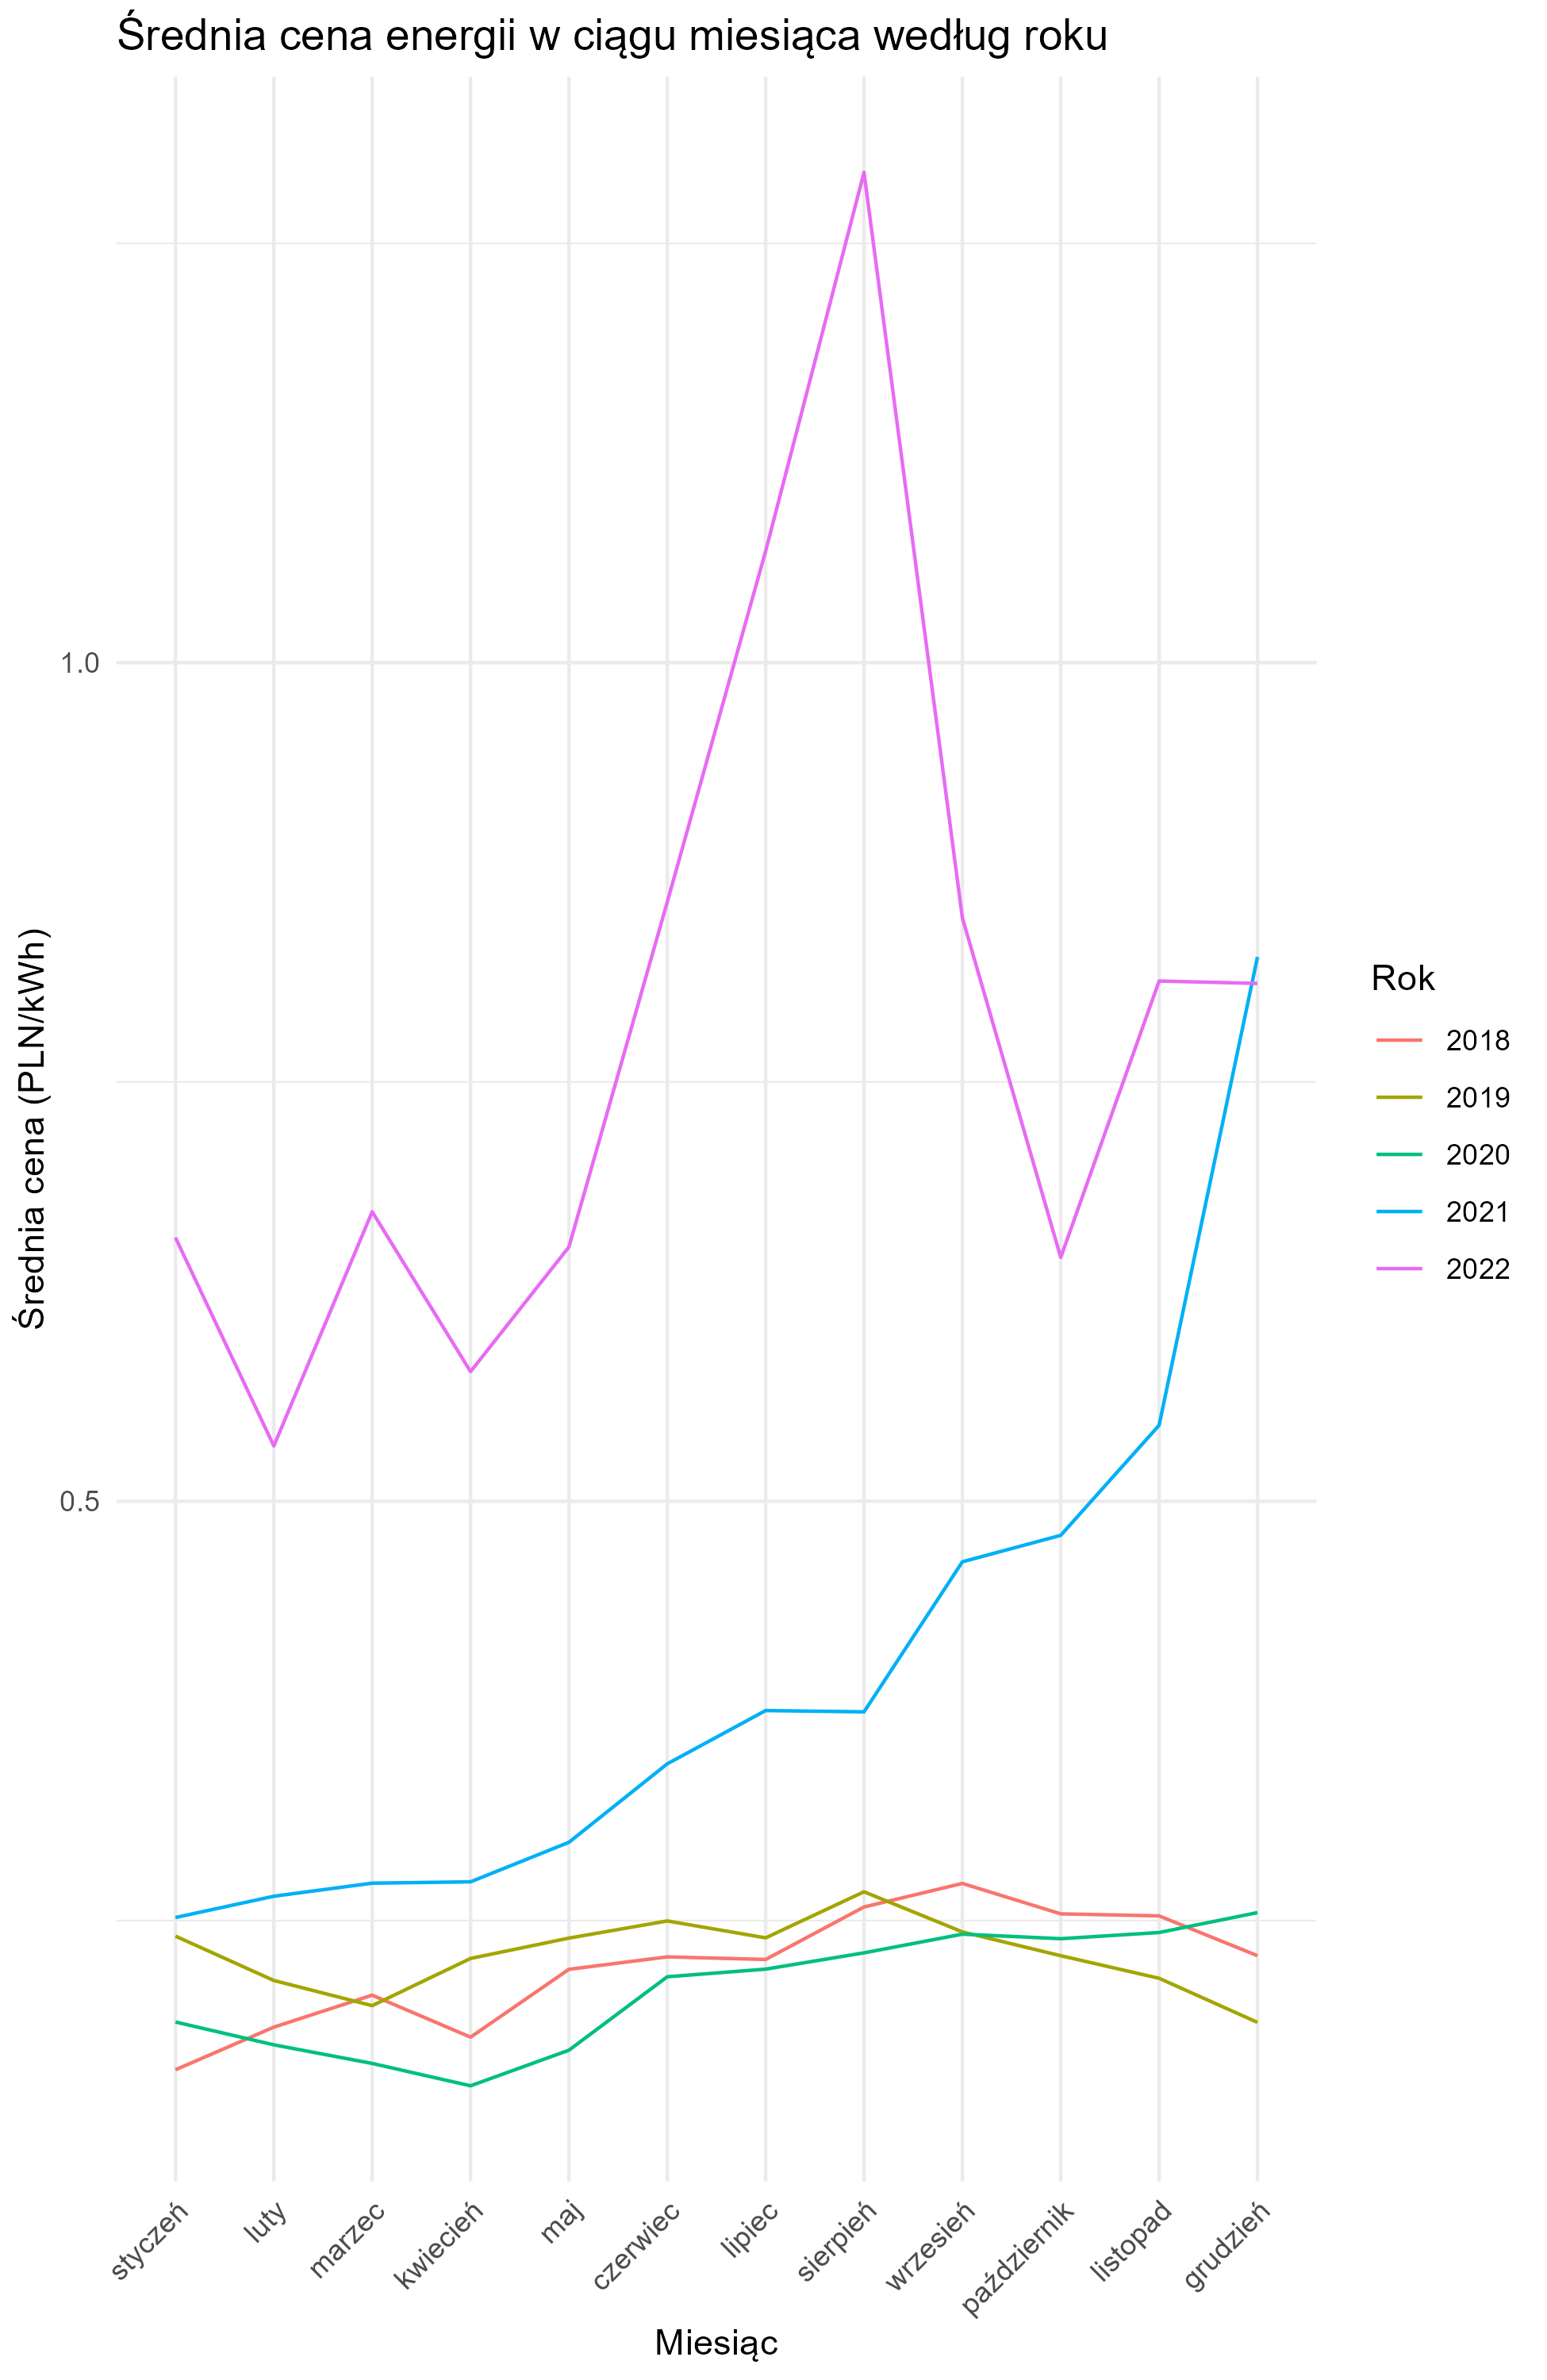 Średnia cena energii w ciągu miesiąca według roku
Średnia cena (PLN/kWh)
1.0
0.5
styczeń
luty
marzec
kwiecień
maj
czerwiec
lipiec
sierpień
wrzesień
październik
listopad
grudzień
Miesiąc
Rok
2018
2019
2020
2021
2022